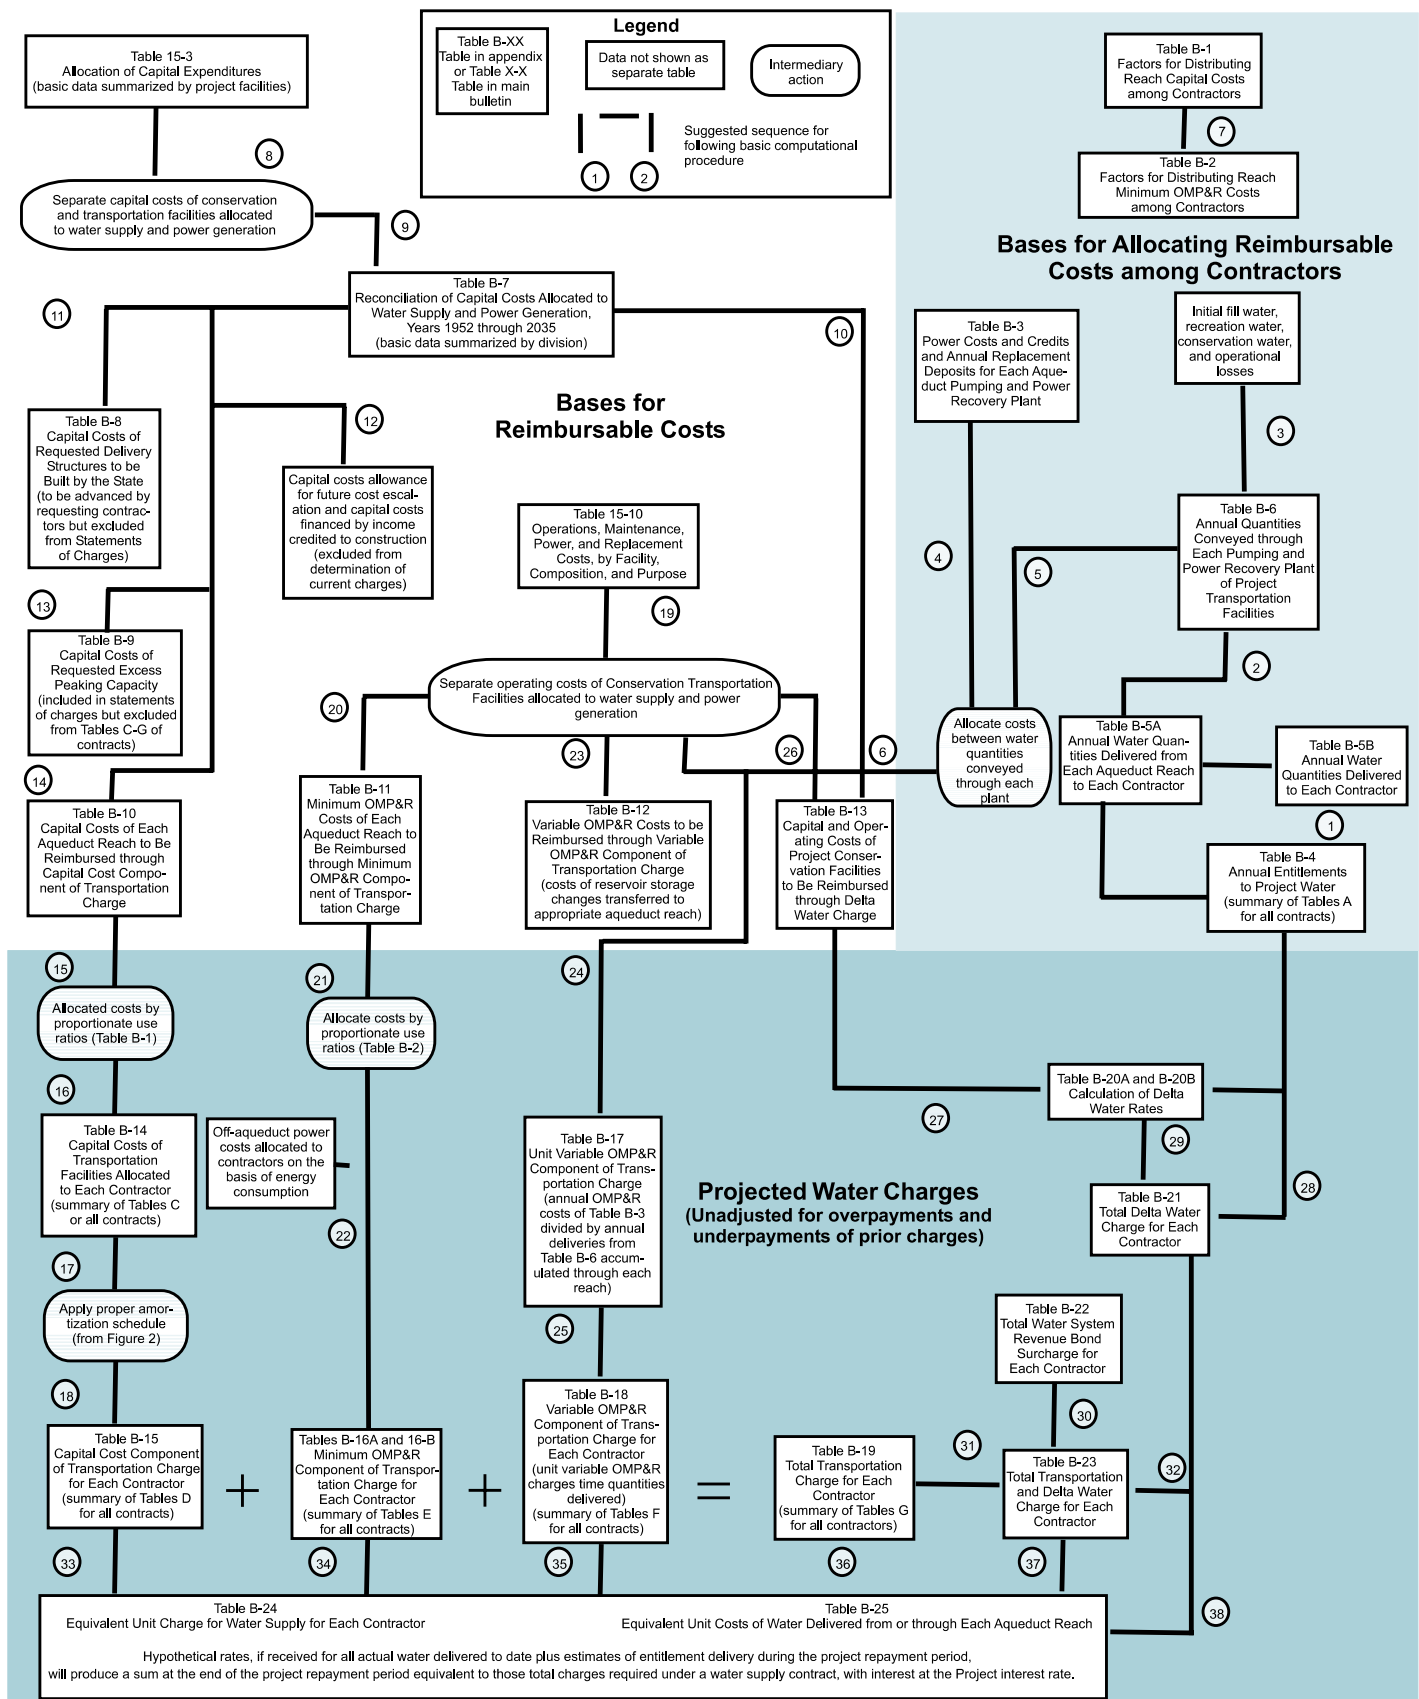 Legend
Table B-XX
Table in appendix
or Table X-X
Table in main
bulletin
Data not shown as
separate table
Intermediary
action
1
2
Suggested sequence for
following basic computational
procedure
Table 15-3
Allocation of Capital Expenditures
(basic data summarized by project facilities)
8
Separate capital costs of conservation
and transportation facilities allocated
to water supply and power generation
9
Table B-7
Reconciliation of Capital Costs Allocated to
Water Supply and Power Generation,
Years 1952 through 2035
(basic data summarized by division)
11
10
Table B-1
Factors for Distributing
Reach Capital Costs
among Contractors
7
Table B-2
Factors for Distributing Reach
Minimum OMP&R Costs
among Contractors
Bases for Allocating Reimbursable
Costs among Contractors
Table B-3
Power Costs and Credits
and Annual Replacement
Deposits for Each Aque-
duct Pumping and Power
Recovery Plant
Initial fill water,
recreation water,
conservation water,
and operational
losses
3
Bases for
Reimbursable Costs
Table B-8
Capital Costs of
Requested Delivery
Structures to be
Built by the State
(to be advanced by
requesting contrac-
tors but excluded
from Statements
of Charges)
12
Capital costs allowance
for future cost escal-
ation and capital costs
financed by income
credited to construction
(excluded from
determination of
current charges)
Table 15-10
Operations, Maintenance,
Power, and Replacement
Costs, by Facility,
Composition, and Purpose
4
5
Table B-6
Annual Quantities
Conveyed through
Each Pumping and
Power Recovery Plant
of Project
Transportation
Facilities
13
19
Table B-9
Capital Costs of
Requested Excess
Peaking Capacity
(included in statements
of charges but excluded
from Tables C-G of
contracts)
Separate operating costs of Conservation Transportation
Facilities allocated to water supply and power
generation
20
23
26
6
2
Allocate costs
between water
quantities
conveyed
through each
plant
Table B-5A
Annual Water Quan-
tities Delivered from
Each Aqueduct Reach
to Each Contractor
Table B-5B
Annual Water
Quantities Delivered
to Each Contractor
14
1
Table B-10
Capital Costs of Each
Aqueduct Reach to Be
Reimbursed through
Capital Cost Compo-
nent of Transportation
Charge
Table B-11
Minimum OMP&R
Costs of Each
Aqueduct Reach to
Be Reimbursed
through Minimum
OMP&R Compo-
nent of Transpor-
tation Charge
Table B-12
Variable OMP&R Costs to be
Reimbursed through Variable
OMP&R Component of
Transportation Charge
(costs of reservoir storage
changes transferred to
appropriate aqueduct reach)
Table B-13
Capital and Oper-
ating Costs of
Project Conser-
vation Facilities
to Be Reimbursed
through Delta
Water Charge
Table B-4
Annual Entitlements
to Project Water
(summary of Tables A
for all contracts)
15
21
24
Allocated costs by
proportionate use
ratios (Table B-1)
Allocate costs by
proportionate use
ratios (Table B-2)
16
Table B-20A and B-20B
Calculation of Delta
Water Rates
27
29
Table B-14
Capital Costs of
Transportation
Facilities Allocated
to Each Contractor
(summary of Tables C
or all contracts)
Off-aqueduct power
costs allocated to
contractors on the
basis of energy
consumption
Table B-17
Unit Variable OMP&R
Component of Trans-
portation Charge
(annual OMP&R
costs of Table B-3
divided by annual
deliveries from
Table B-6 accum-
ulated through each
reach)
Projected Water Charges
(Unadjusted for overpayments and
underpayments of prior charges)
Table B-21
Total Delta Water
Charge for Each
Contractor
28
22
17
Apply proper amor-
tization schedule
(from Figure 2)
25
Table B-22
Total Water System
Revenue Bond
Surcharge for
Each Contractor
18
30
Table B-15
Capital Cost Component
of Transportation Charge
for Each Contractor
(summary of Tables D
for all contracts)
+
Tables B-16A and 16-B
Minimum OMP&R
Component of Transpor-
tation Charge for
Each Contractor
(summary of Tables E
for all contracts)
+
Table B-18
Variable OMP&R
Component of Trans-
portation Charge for
Each Contractor
(unit variable OMP&R
charges time quantities
delivered)
(summary of Tables F
for all contracts)
=
Table B-19
Total Transportation
Charge for Each
Contractor
(summary of Tables G
for all contractors)
31
Table B-23
Total Transportation
and Delta Water
Charge for Each
Contractor
32
33
34
35
36
37
38
Table B-24
Equivalent Unit Charge for Water Supply for Each Contractor
Table B-25
Equivalent Unit Costs of Water Delivered from or through Each Aqueduct Reach
Hypothetical rates, if received for all actual water delivered to date plus estimates of entitlement delivery during the project repayment period,
will produce a sum at the end of the project repayment period equivalent to those total charges required under a water supply contract, with interest at the Project interest rate.